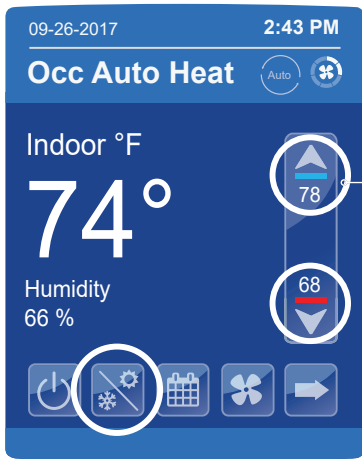 09-26-2017 2:43 PM
Occ Auto Heat Auto
Indoor °F
74°
78
Humidity
66 %
68